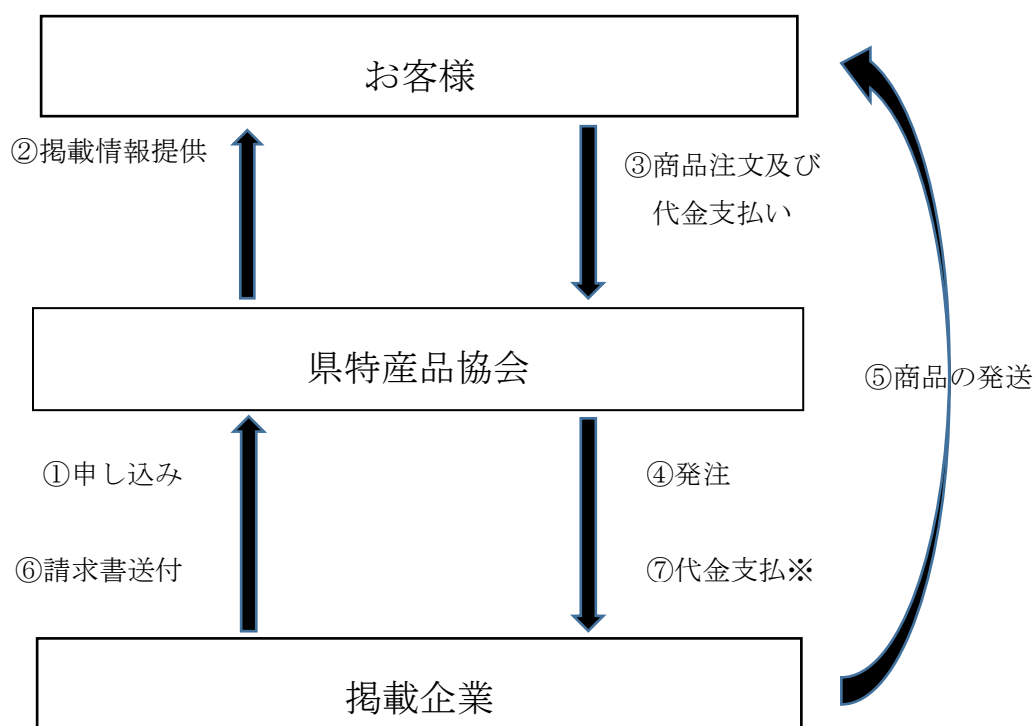 お客様
②掲載情報提供
③商品注文及び
代金支払い
県特産品協会
⑤商品の発送
①申し込み
④発注
⑥請求書送付
⑦代金支払※
掲載企業